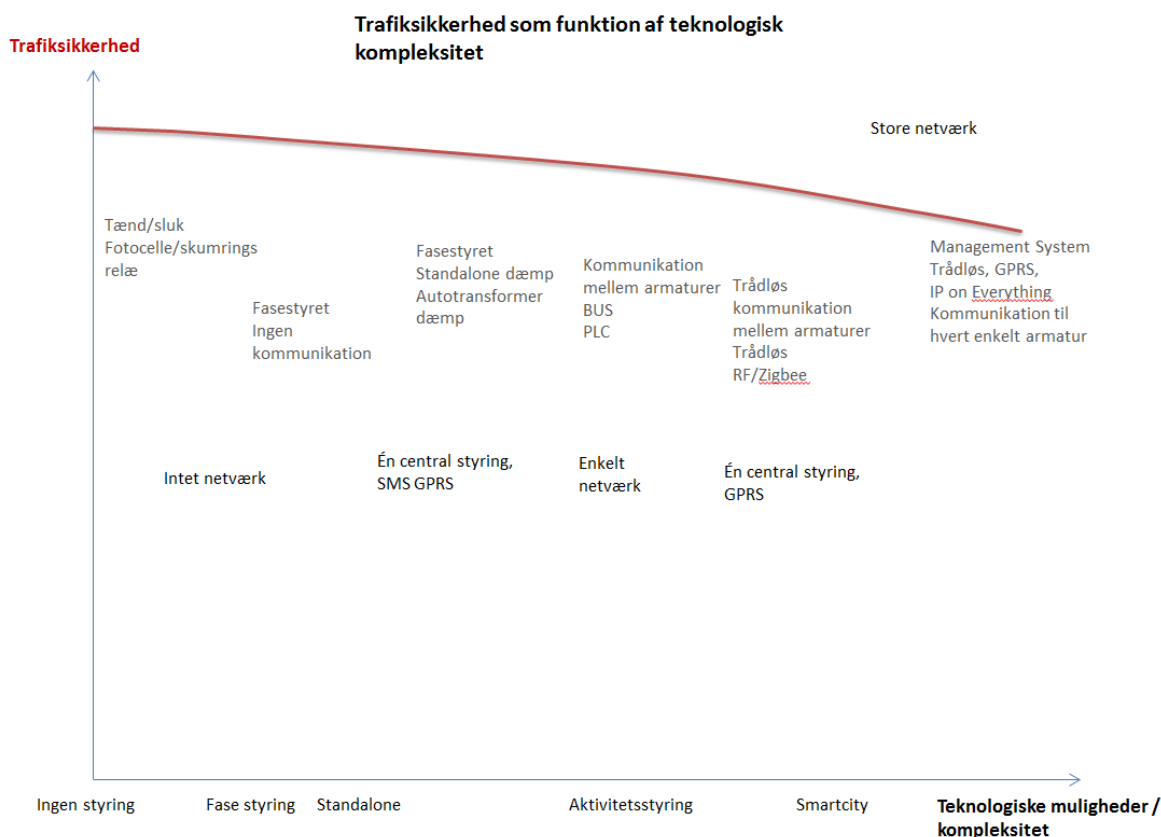 Trafiksikkerhed som funktion af teknologisk
kompleksitet
Trafiksikkerhed
Store netværk
Tænd/sluk
Fotocelle/skumrings
relæ
Fasestyret
Ingen
kommunikation
Fasestyret
Standalone dæmp
Autotransformer
dæmp
Kommunikation
mellem armaturer
BUS
PLC
Trådløs
kommunikation
mellem armaturer
Trådløs
RF/Zigbee
Management System
Trådløs, GPRS,
IP on Everything
Kommunikation til
hvert enkelt armatur
Intet netværk
Én central styring,
SMS GPRS
Enkelt
netværk
Én central styring,
GPRS
Ingen styring
Fase styring
Standalone
Aktivitetsstyring
Smartcity
Teknologiske muligheder /
kompleksitet